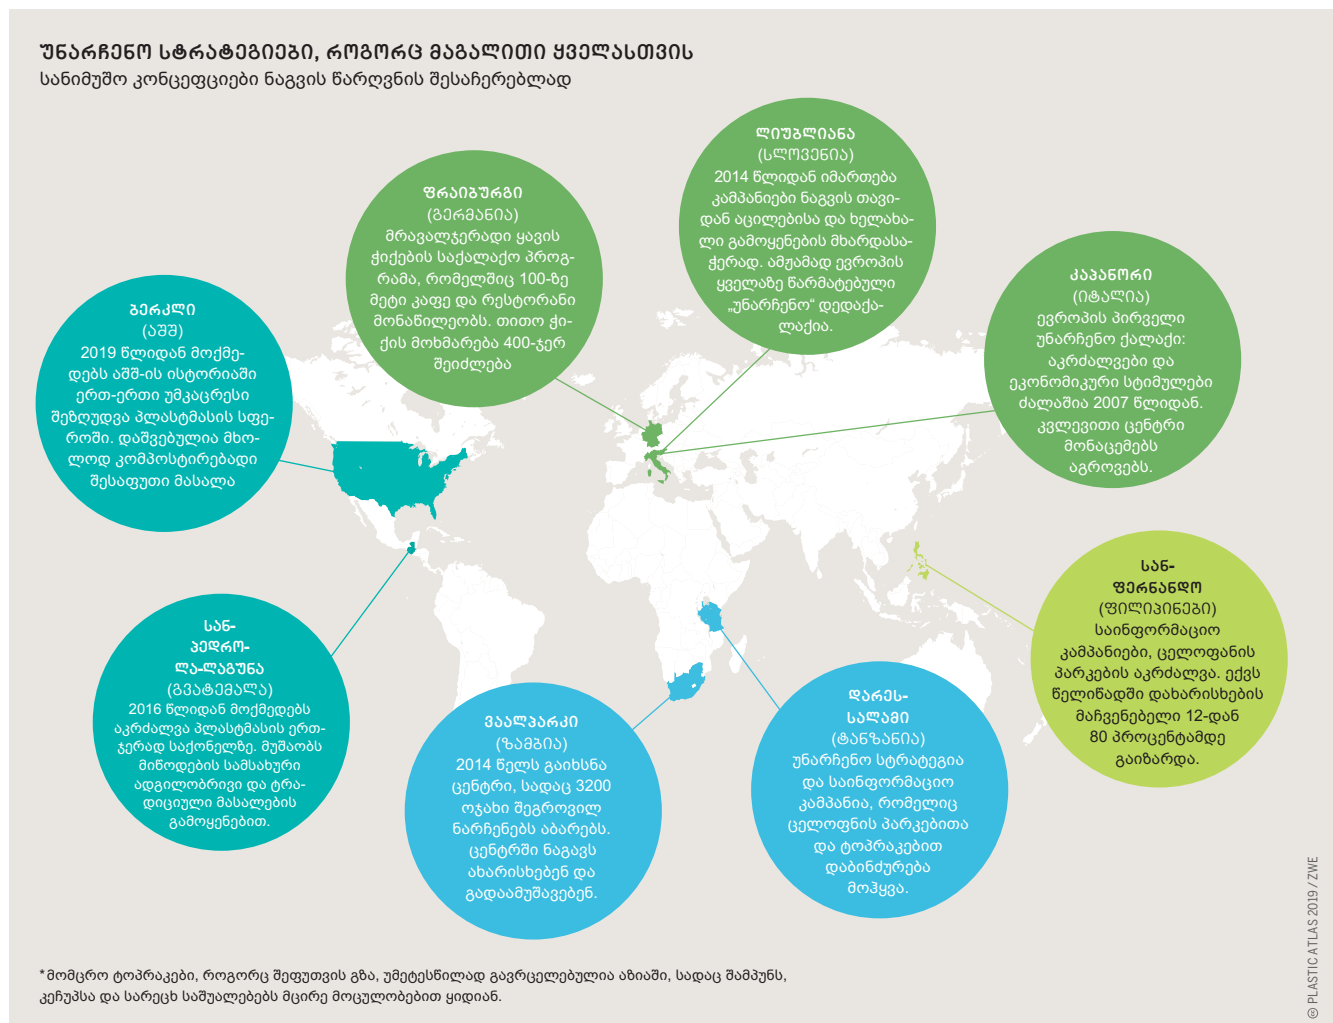 უნარჩენო სტრატეგიები, როგორც მაგალითი ყველასთვის
სანიმუშო კონცეფციები ნაგვის წარღვნის შესაჩერებლად
ლიუბლიანა
(სლოვენია)
2014 წლიდან იმართება
კამპანიები ნაგვის თავი-
დან აცილებისა და ხელახა-
ლი გამოყენების მხარდასა-
ჭერად. ამჟამად ევროპის
ყველაზე წარმატებული
„უნარჩენო“ დედაქა-
ლაქია.
ფრაიბურგი
(გერმანია)
მრავალჯერადი ყავის
ჭიქების საქალაქო პროგ-
რამა, რომელშიც 100-ზე
მეტი კაფე და რესტორანი
მონაწილეობს. თითო ჭი-
ქის მოხმარება 400-ჯერ
შეიძლება
კაპანორი
(იტალია)
ევროპის პირველი
უნარჩენო ქალაქი:
აკრძალვები და
ეკონომიკური სტიმულები
ძალაშია 2007 წლიდან.
კვლევითი ცენტრი
მონაცემებს
აგროვებს.
ბერკლი
(აშშ)
2019 წლიდან მოქმე-
დებს აშშ-ის ისტორიაში
ერთ-ერთი უმკაცრესი
შეზღუდვა პლასტმასის სფე-
როში. დაშვებულია მხო-
ლოდ კომპოსტირებადი
შესაფუთი მასალა
სან-
ფერნანდო
(ფილიპინები)
საინფორმაციო
კამპანიები, ცელოფანის
პარკების აკრძალვა. ექვს
წელიწადში დახარისხების
მაჩვენებელი 12-დან
80 პროცენტამდე
გაიზარდა.
სან-
პედრო-
ლა-ლაგუნა
(გვატემალა)
2016 წლიდან მოქმედებს
აკრძალვა პლასტმასის ერთ-
ჯერად საქონელზე. მუშაობს
მიწოდების სამსახური
ადგილობრივი და ტრა-
დიციული მასალების
გამოყენებით.
ვაალპარკი
(ზამბია)
2014 წელს გაიხსნა
ცენტრი, სადაც 3200
ოჯახი შეგროვილ
ნარჩენებს აბარებს.
ცენტრში ნაგავს
ახარისხებენ და
გადაამუშავებენ.
დარეს-
სალამი
(ტანზანია)
უნარჩენო სტრატეგია
და საინფორმაციო
კამპანია, რომელიც
ცელოფნის პარკებითა
და ტოპრაკებით
დაბინძურება
მოჰყვა.
*მომცრო ტოპრაკები, როგორც შეფუთვის გზა, უმეტესწილად გავრცელებულია აზიაში, სადაც შამპუნს,
კეჩუპსა და სარეცხ საშუალებებს მცირე მოცულობებით ყიდიან.
© PLASTIC ATLAS 2019 / ZWE